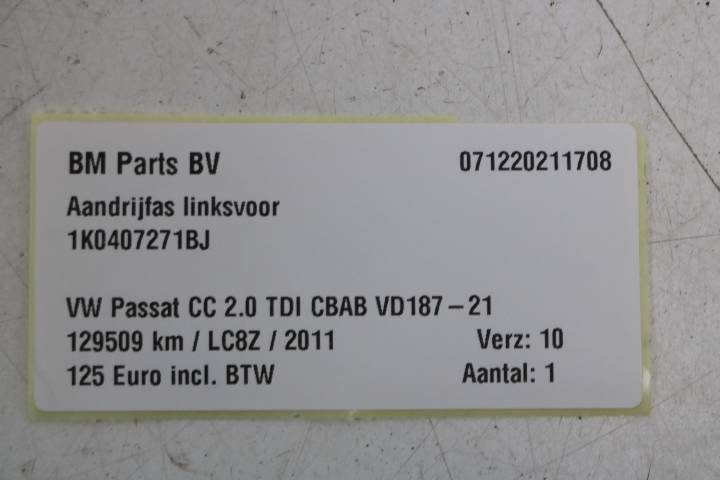 BM Parts BV 071220211708
Aandrijfas linksvoor
1K0407271BJ
VW Passat CC 2.0 TDI CBAB VD187-21
129509 km / LC8Z / 2011 Verz: 10
125 Euro incl. BTW Aantal: 1